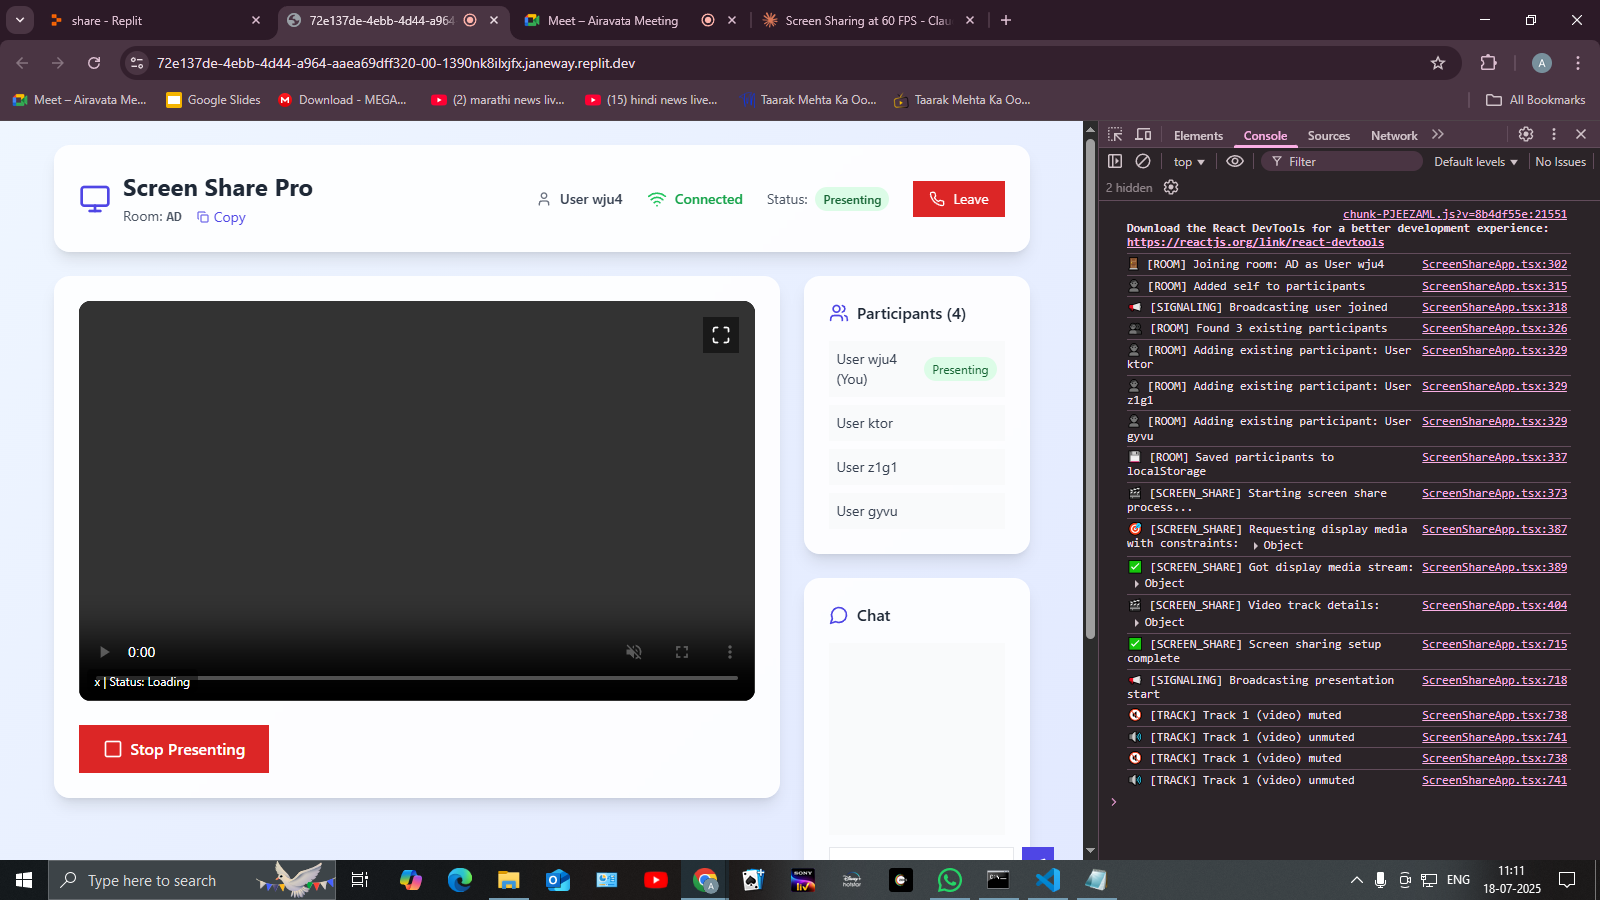 share - Replit
72e137de-4ebb-4d44-a964
Meet – Airavata Meeting
Screen Sharing at 60 FPS - Clau
72e137de-4ebb-4d44-a964-aaea69dff320-00-1390nk8ilxjfx.janeway.replit.dev
A
Meet – Airavata Me...
Google Slides
Download - MEGA...
(2) marathi news liv...
(15) hindi news live...
Taarak Mehta Ka Oo...
Taarak Mehta Ka Oo...
All Bookmarks
Screen Share Pro
Room: AD
Copy
User wju4
Connected
Status: Presenting
Leave
0:00
x | Status: Loading
Stop Presenting
Participants (4)
User wju4
(You)
Presenting
User ktor
User z1g1
User gyvu
Chat
Elements
Console
Sources
Network
top
Filter
Default levels
No Issues
2 hidden
chunk-PJEEZAML.js?v=8b4df55e:21551
Download the React DevTools for a better development experience:
https://reactjs.org/link/react-devtools
[ROOM] Joining room: AD as User wju4 ScreenShareApp.tsx:302
[ROOM] Added self to participants ScreenShareApp.tsx:315
[SIGNALING] Broadcasting user joined ScreenShareApp.tsx:318
[ROOM] Found 3 existing participants ScreenShareApp.tsx:326
[ROOM] Adding existing participant: User ScreenShareApp.tsx:329
ktor
[ROOM] Adding existing participant: User ScreenShareApp.tsx:329
z1g1
[ROOM] Adding existing participant: User ScreenShareApp.tsx:329
gyvu
[ROOM] Saved participants to ScreenShareApp.tsx:337
localStorage
[SCREEN_SHARE] Starting screen share ScreenShareApp.tsx:373
process...
[SCREEN_SHARE] Requesting display media ScreenShareApp.tsx:387
with constraints: Object
[SCREEN_SHARE] Got display media stream: ScreenShareApp.tsx:389
Object
[SCREEN_SHARE] Video track details: ScreenShareApp.tsx:404
Object
[SCREEN_SHARE] Screen sharing setup ScreenShareApp.tsx:715
complete
[SIGNALING] Broadcasting presentation ScreenShareApp.tsx:718
start
[TRACK] Track 1 (video) muted ScreenShareApp.tsx:738
[TRACK] Track 1 (video) unmuted ScreenShareApp.tsx:741
[TRACK] Track 1 (video) muted ScreenShareApp.tsx:738
[TRACK] Track 1 (video) unmuted ScreenShareApp.tsx:741
Type here to search
SONY
liv
hotstar
ENG
11:11
18-07-2025